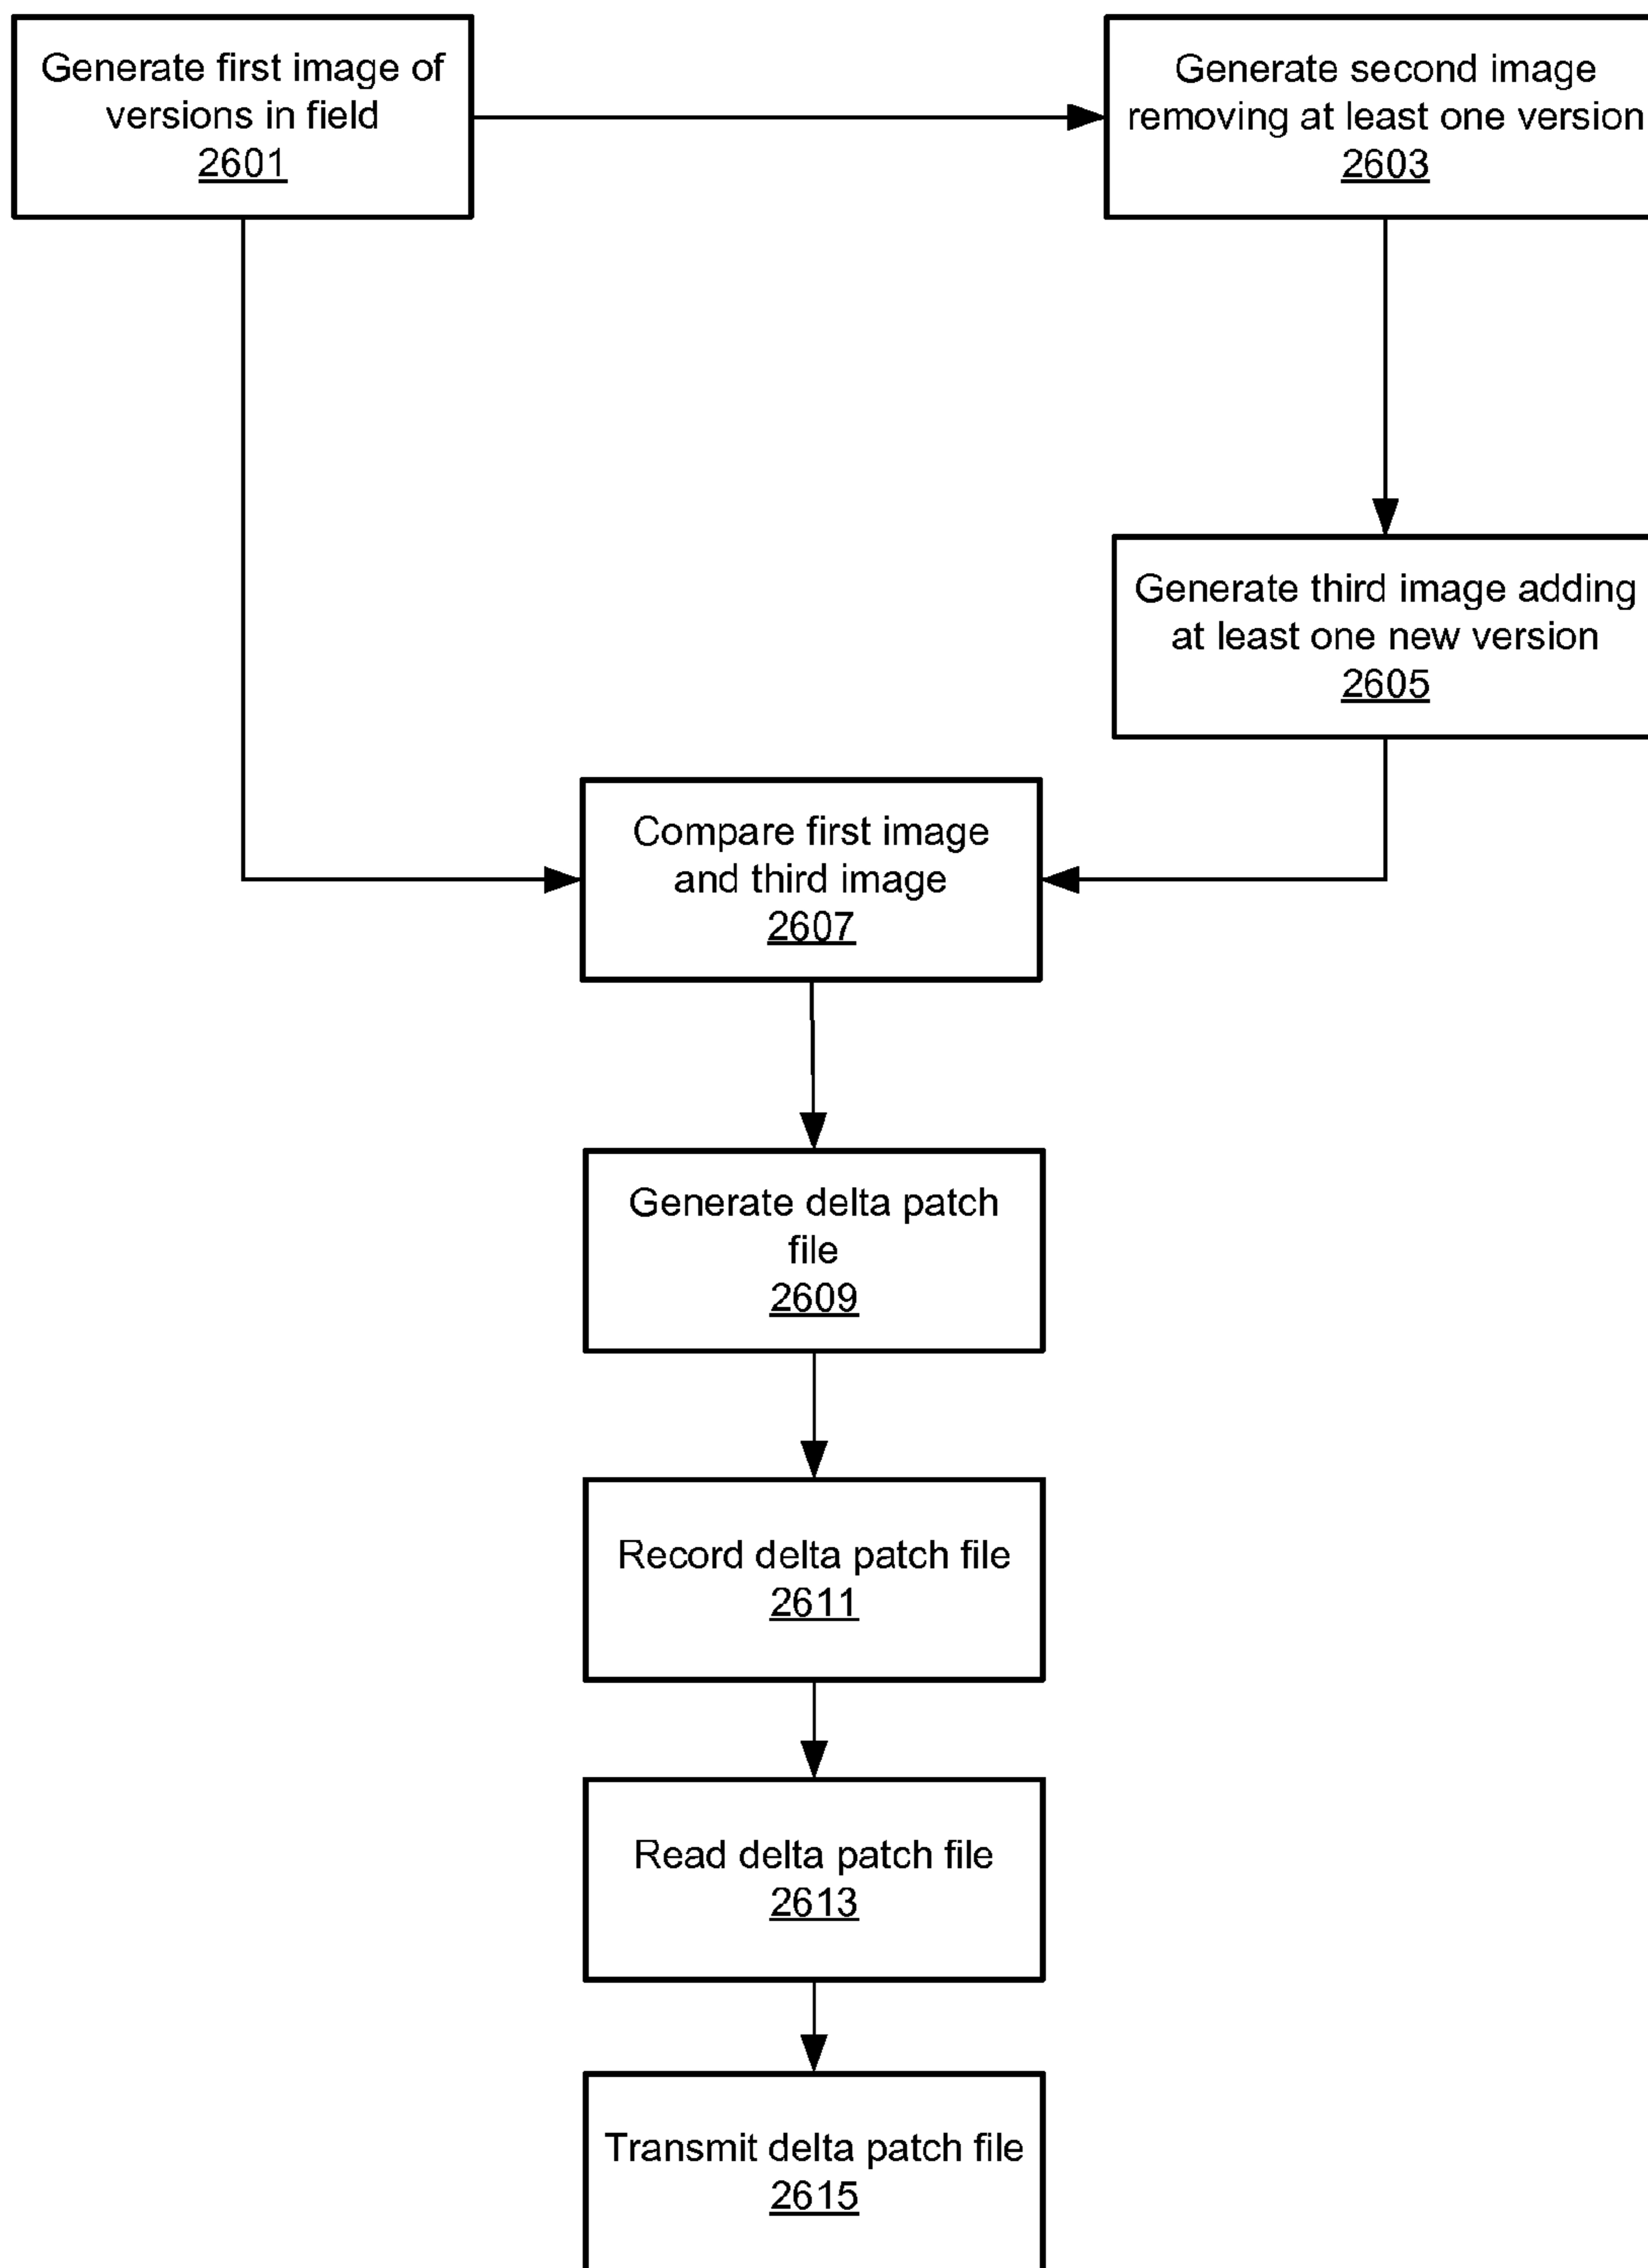 Generate first image of
versions in field
2601
Generate second image
removing at least one version
2603
Generate third image adding
at least one new version
2605
Compare first image
and third image
2607
Generate delta patch
file
2609
Record delta patch file
2611
Read delta patch file
2613
Transmit delta patch file
2615